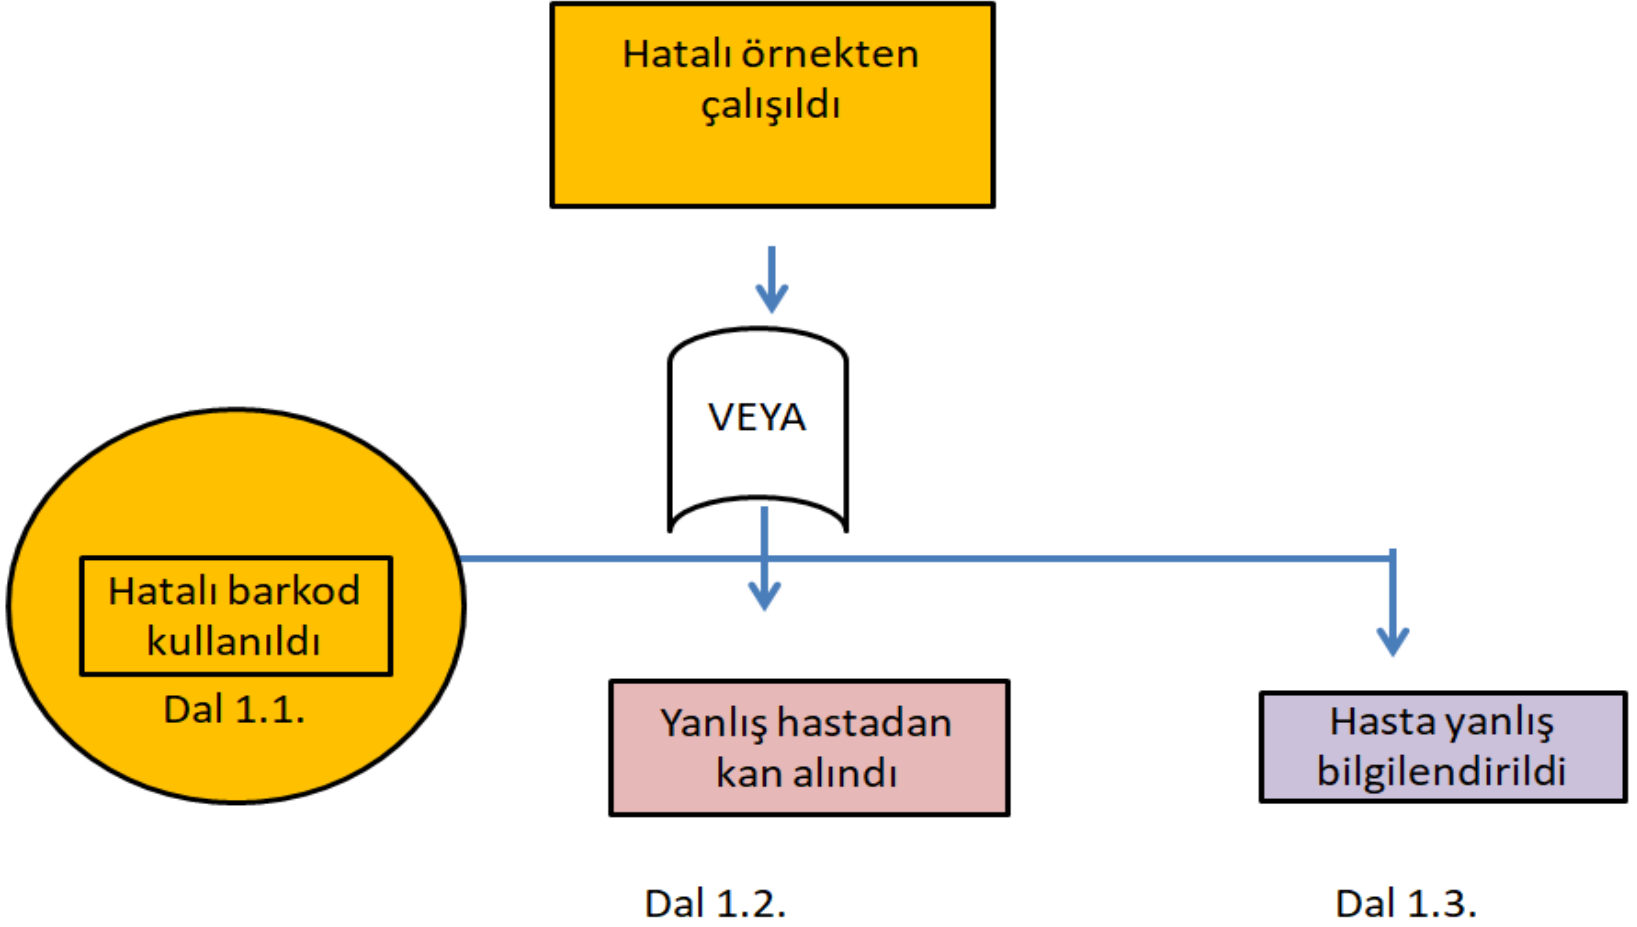 Hatalı örnekten
çalışıldı
VEYA
Hatalı barkod
kullanıldı
Dal 1.1.
Yanlış hastadan
kan alındı
Dal 1.2.
Hasta yanlış
bilgilendirildi
Dal 1.3.